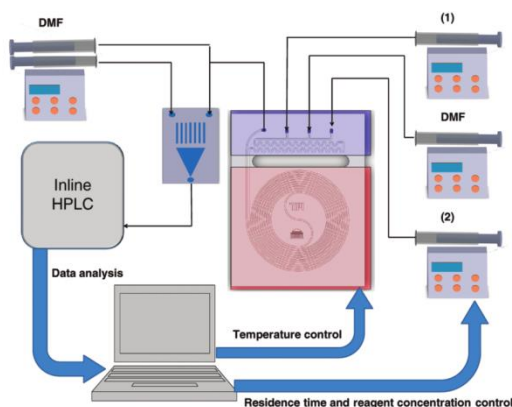 DMF
(1)
DMF
Inline
HPLC
(2)
Data analysis
Temperature control
Residence time and reagent concentration control